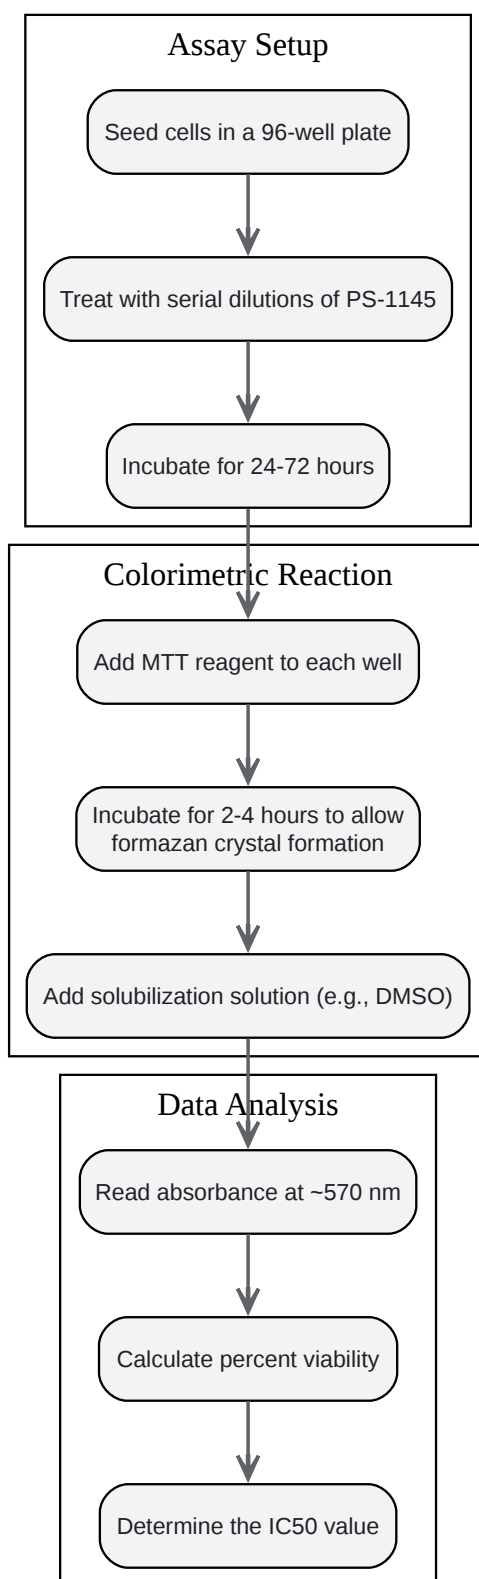 Assay Setup
Seed cells in a 96-well plate
Treat with serial dilutions of PS-1145
Incubate for 24-72 hours
Colorimetric Reaction
Add MTT reagent to each well
Incubate for 2-4 hours to allow
formazan crystal formation
Add solubilization solution (e.g., DMSO)
Data Analysis
Read absorbance at ~570 nm
Calculate percent viability
Determine the IC50 value